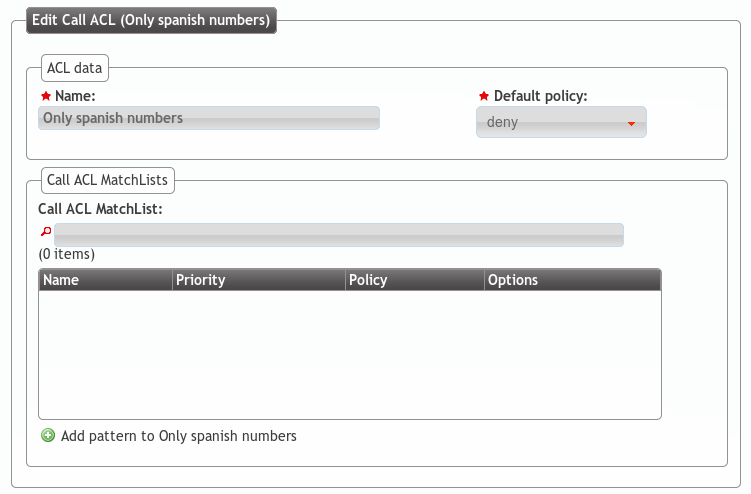 Edit Call ACL (Only spanish numbers)
ACL data
Name: Default policy:
Only spanish numbers deny
Call ACL MatchLists
Call ACL MatchList:
(0 items)
Name Priority Policy Options
Add pattern to Only spanish numbers